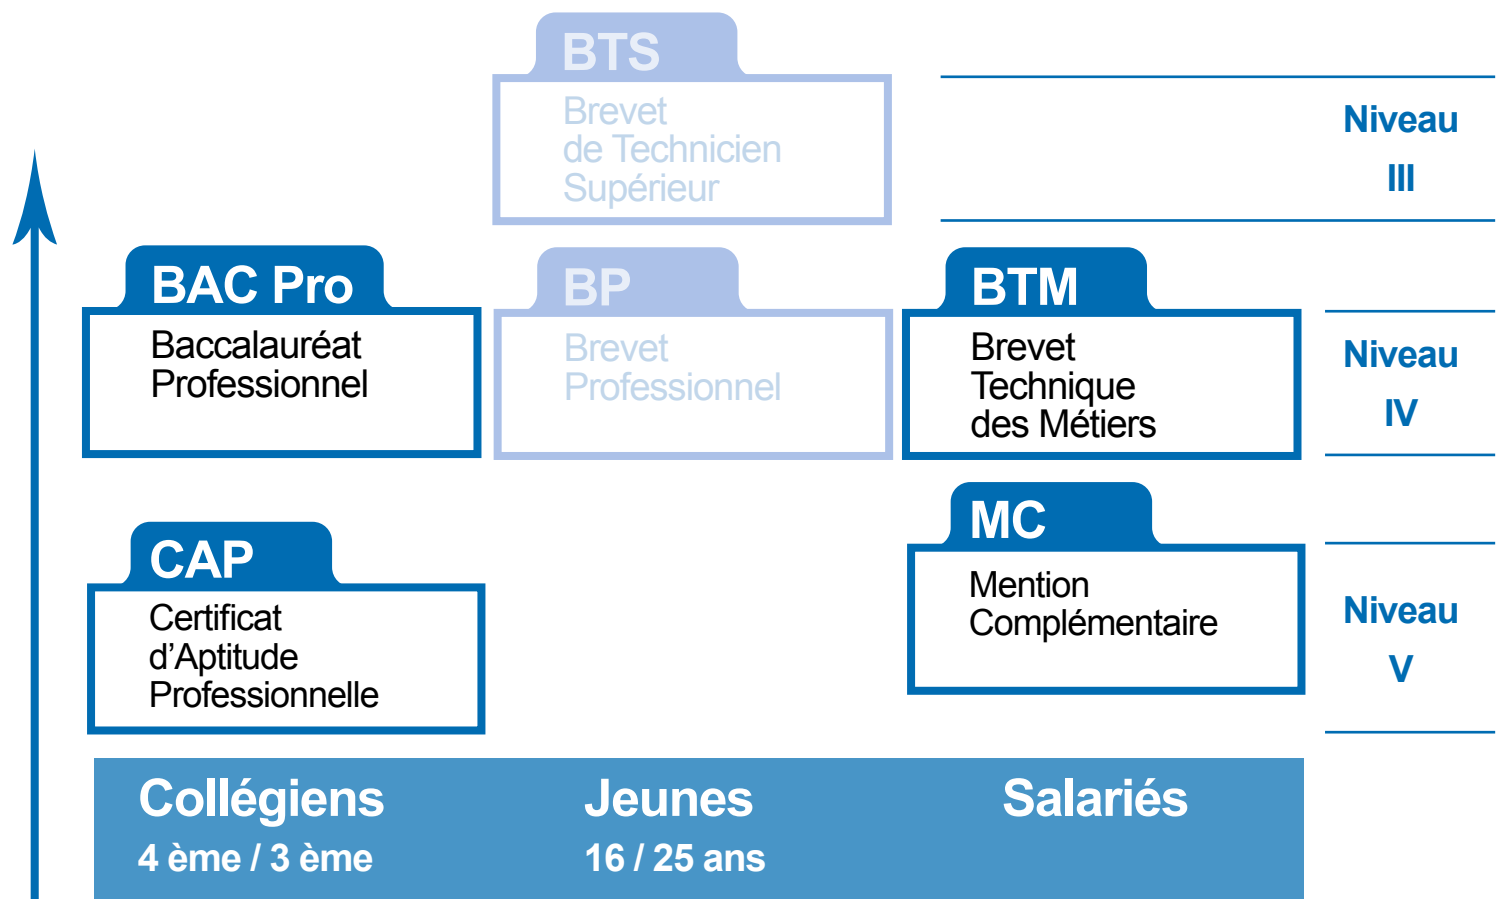 BTS
Brevet
de Technicien
Supérieur
Niveau
III
BAC Pro
Baccalauréat
Professionnel
BP
Brevet
Professionnel
BTM
Brevet
Technique
des Métiers
Niveau
IV
CAP
Certificat
d’Aptitude
Professionnelle
MC
Mention
Complémentaire
Niveau
V
Collégiens
4 ème / 3 ème
Jeunes
16 / 25 ans
Salariés